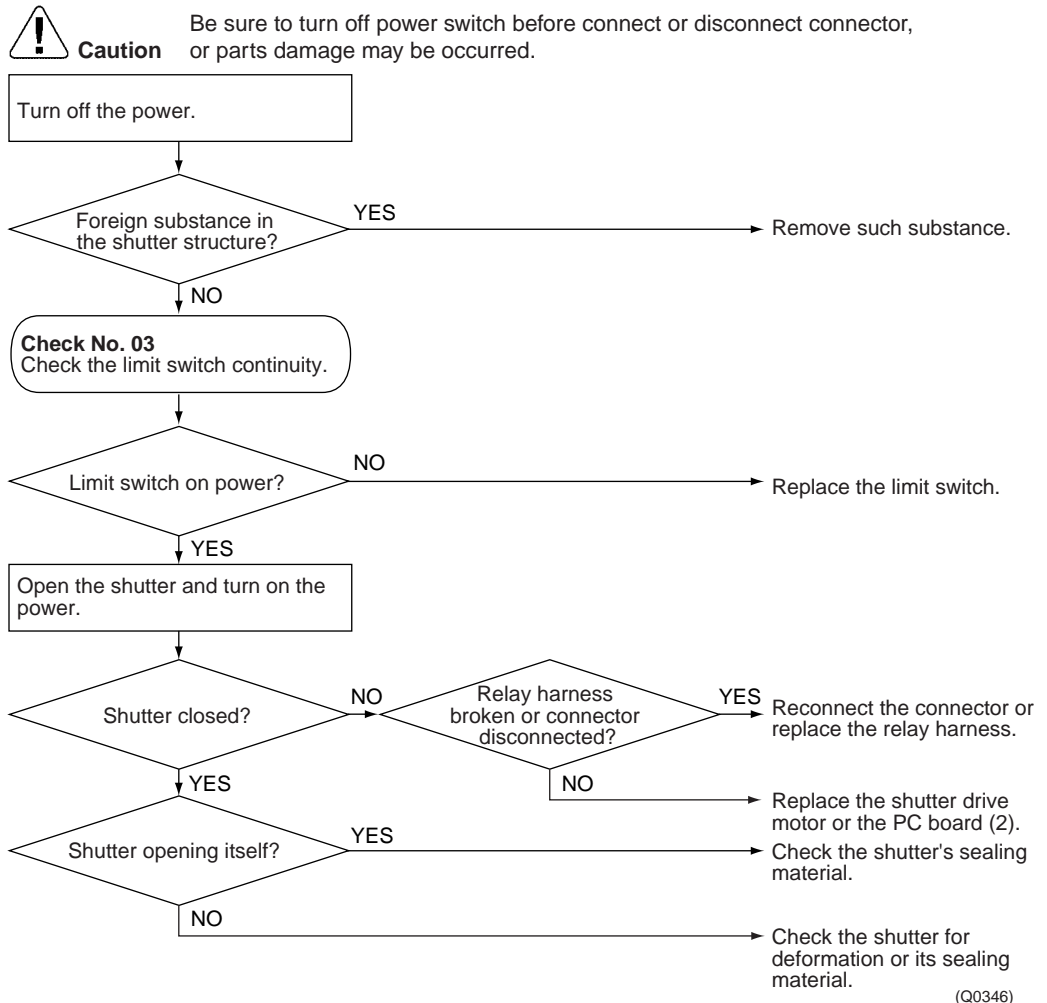 Be sure to turn off power switch before connect or disconnect connector,
Caution or parts damage may be occurred.
Turn off the power.
Foreign substance in
the shutter structure?
YES
Remove such substance.
NO
Check No. 03
Check the limit switch continuity.
Limit switch on power?
NO
Replace the limit switch.
YES
Open the shutter and turn on the
power.
Shutter closed?
NO
Relay harness
broken or connector
disconnected?
YES
Reconnect the connector or
replace the relay harness.
NO
Replace the shutter drive
motor or the PC board (2).
YES
Shutter opening itself?
YES
Check the shutter's sealing
material.
NO
Check the shutter for
deformation or its sealing
material.
(Q0346)